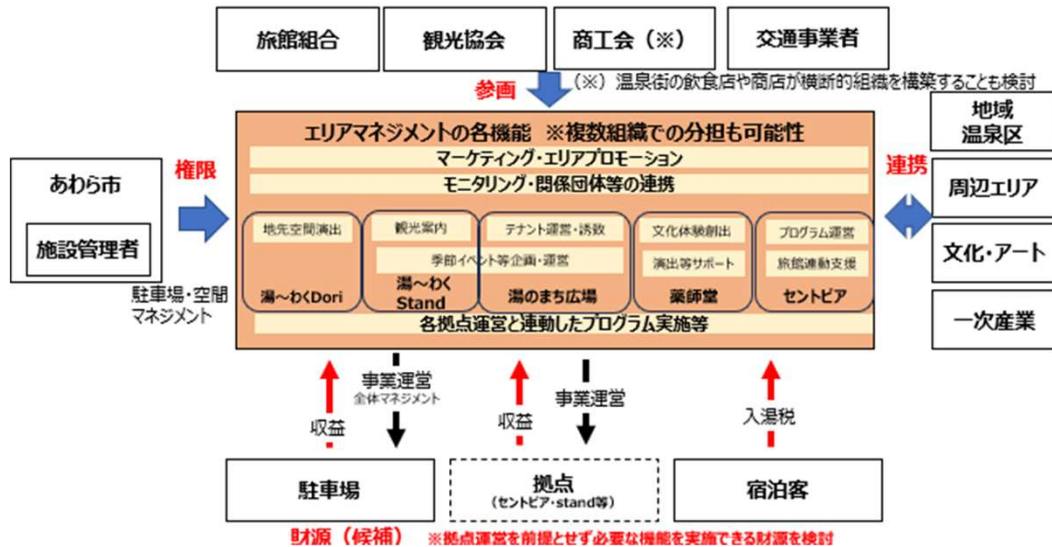 旅館組合
観光協会
商工会（※）
交通事業者
参画
（※）温泉街の飲食店や商店が横断的組織を構築することも検討
エリアマネジメントの各機能 ※複数組織での分担も可能性
マーケティング・エリアプロモーション
モニタリング・関係団体等の連携
あわら市
施設管理者
権限
駐車場・空間
マネジメント
地先空間演出
湯～わくDori
観光案内
季節イベント等企画・運営
湯～わく
Stand
テナント運営・誘致
湯のまち広場
文化体験創出
演出等サポート
薬師堂
プログラム運営
旅館連動支援
セントピア
各拠点運営と連動したプログラム実施等
連携
地域
温泉区
周辺エリア
文化・アート
一次産業
収益
事業運営
全体マネジメント
収益
事業運営
入湯税
駐車場
拠点
（セントピア・stand等）
宿泊客
財源（候補）
※拠点運営を前提とせず必要な機能を実施できる財源を検討